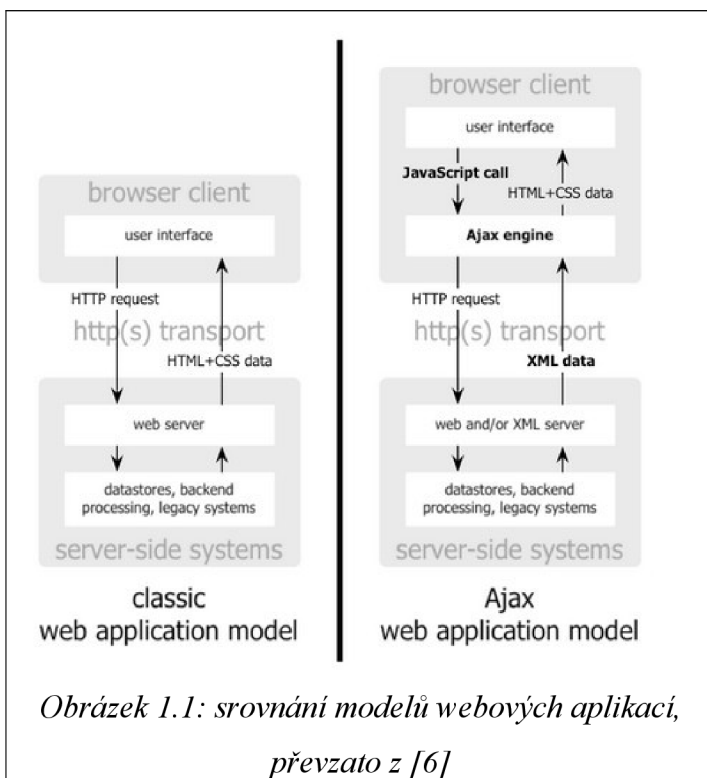 browser client
user interface
HTTP request
http(s) transport
HTML+CSS data
web server
datastores, backend
processing, legacy systems
server-side systems
classic
web application model
browser client
user interface
JavaScript call
HTML+CSS data
Ajax engine
HTTP request
http(s) transport
XML data
web and/or XML server
datastores, backend
processing, legacy systems
server-side systems
Ajax
web application model
Obrázek 1.1: srovnání modelů webových aplikací,
převzato z [6]